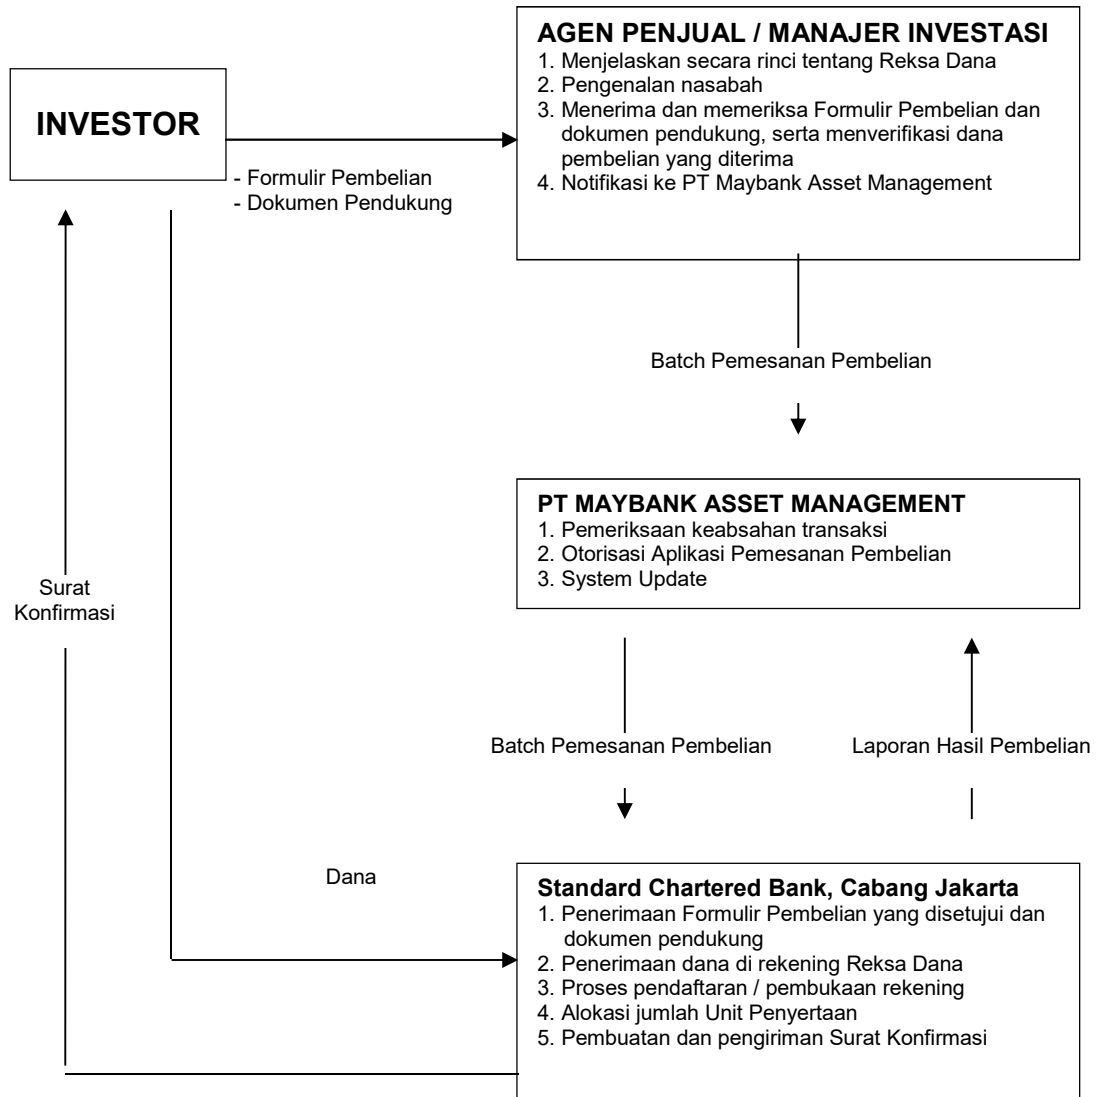 AGEN PENJUAL / MANAJER INVESTASI
1. Menjelaskan secara rinci tentang Reksa Dana
2. Pengenalan nasabah
3. Menerima dan memeriksa Formulir Pembelian dan
dokumen pendukung, serta menverifikasi dana
pembelian yang diterima
4. Notifikasi ke PT Maybank Asset Management
INVESTOR
- Formulir Pembelian
- Dokumen Pendukung
Batch Pemesanan Pembelian
PT MAYBANK ASSET MANAGEMENT
1. Pemeriksaan keabsahan transaksi
2. Otorisasi Aplikasi Pemesanan Pembelian
3. System Update
Surat
Konfirmasi
Batch Pemesanan Pembelian
Laporan Hasil Pembelian
Dana
Standard Chartered Bank, Cabang Jakarta
1. Penerimaan Formulir Pembelian yang disetujui dan
dokumen pendukung
2. Penerimaan dana di rekening Reksa Dana
3. Proses pendaftaran / pembukaan rekening
4. Alokasi jumlah Unit Penyertaan
5. Pembuatan dan pengiriman Surat Konfirmasi